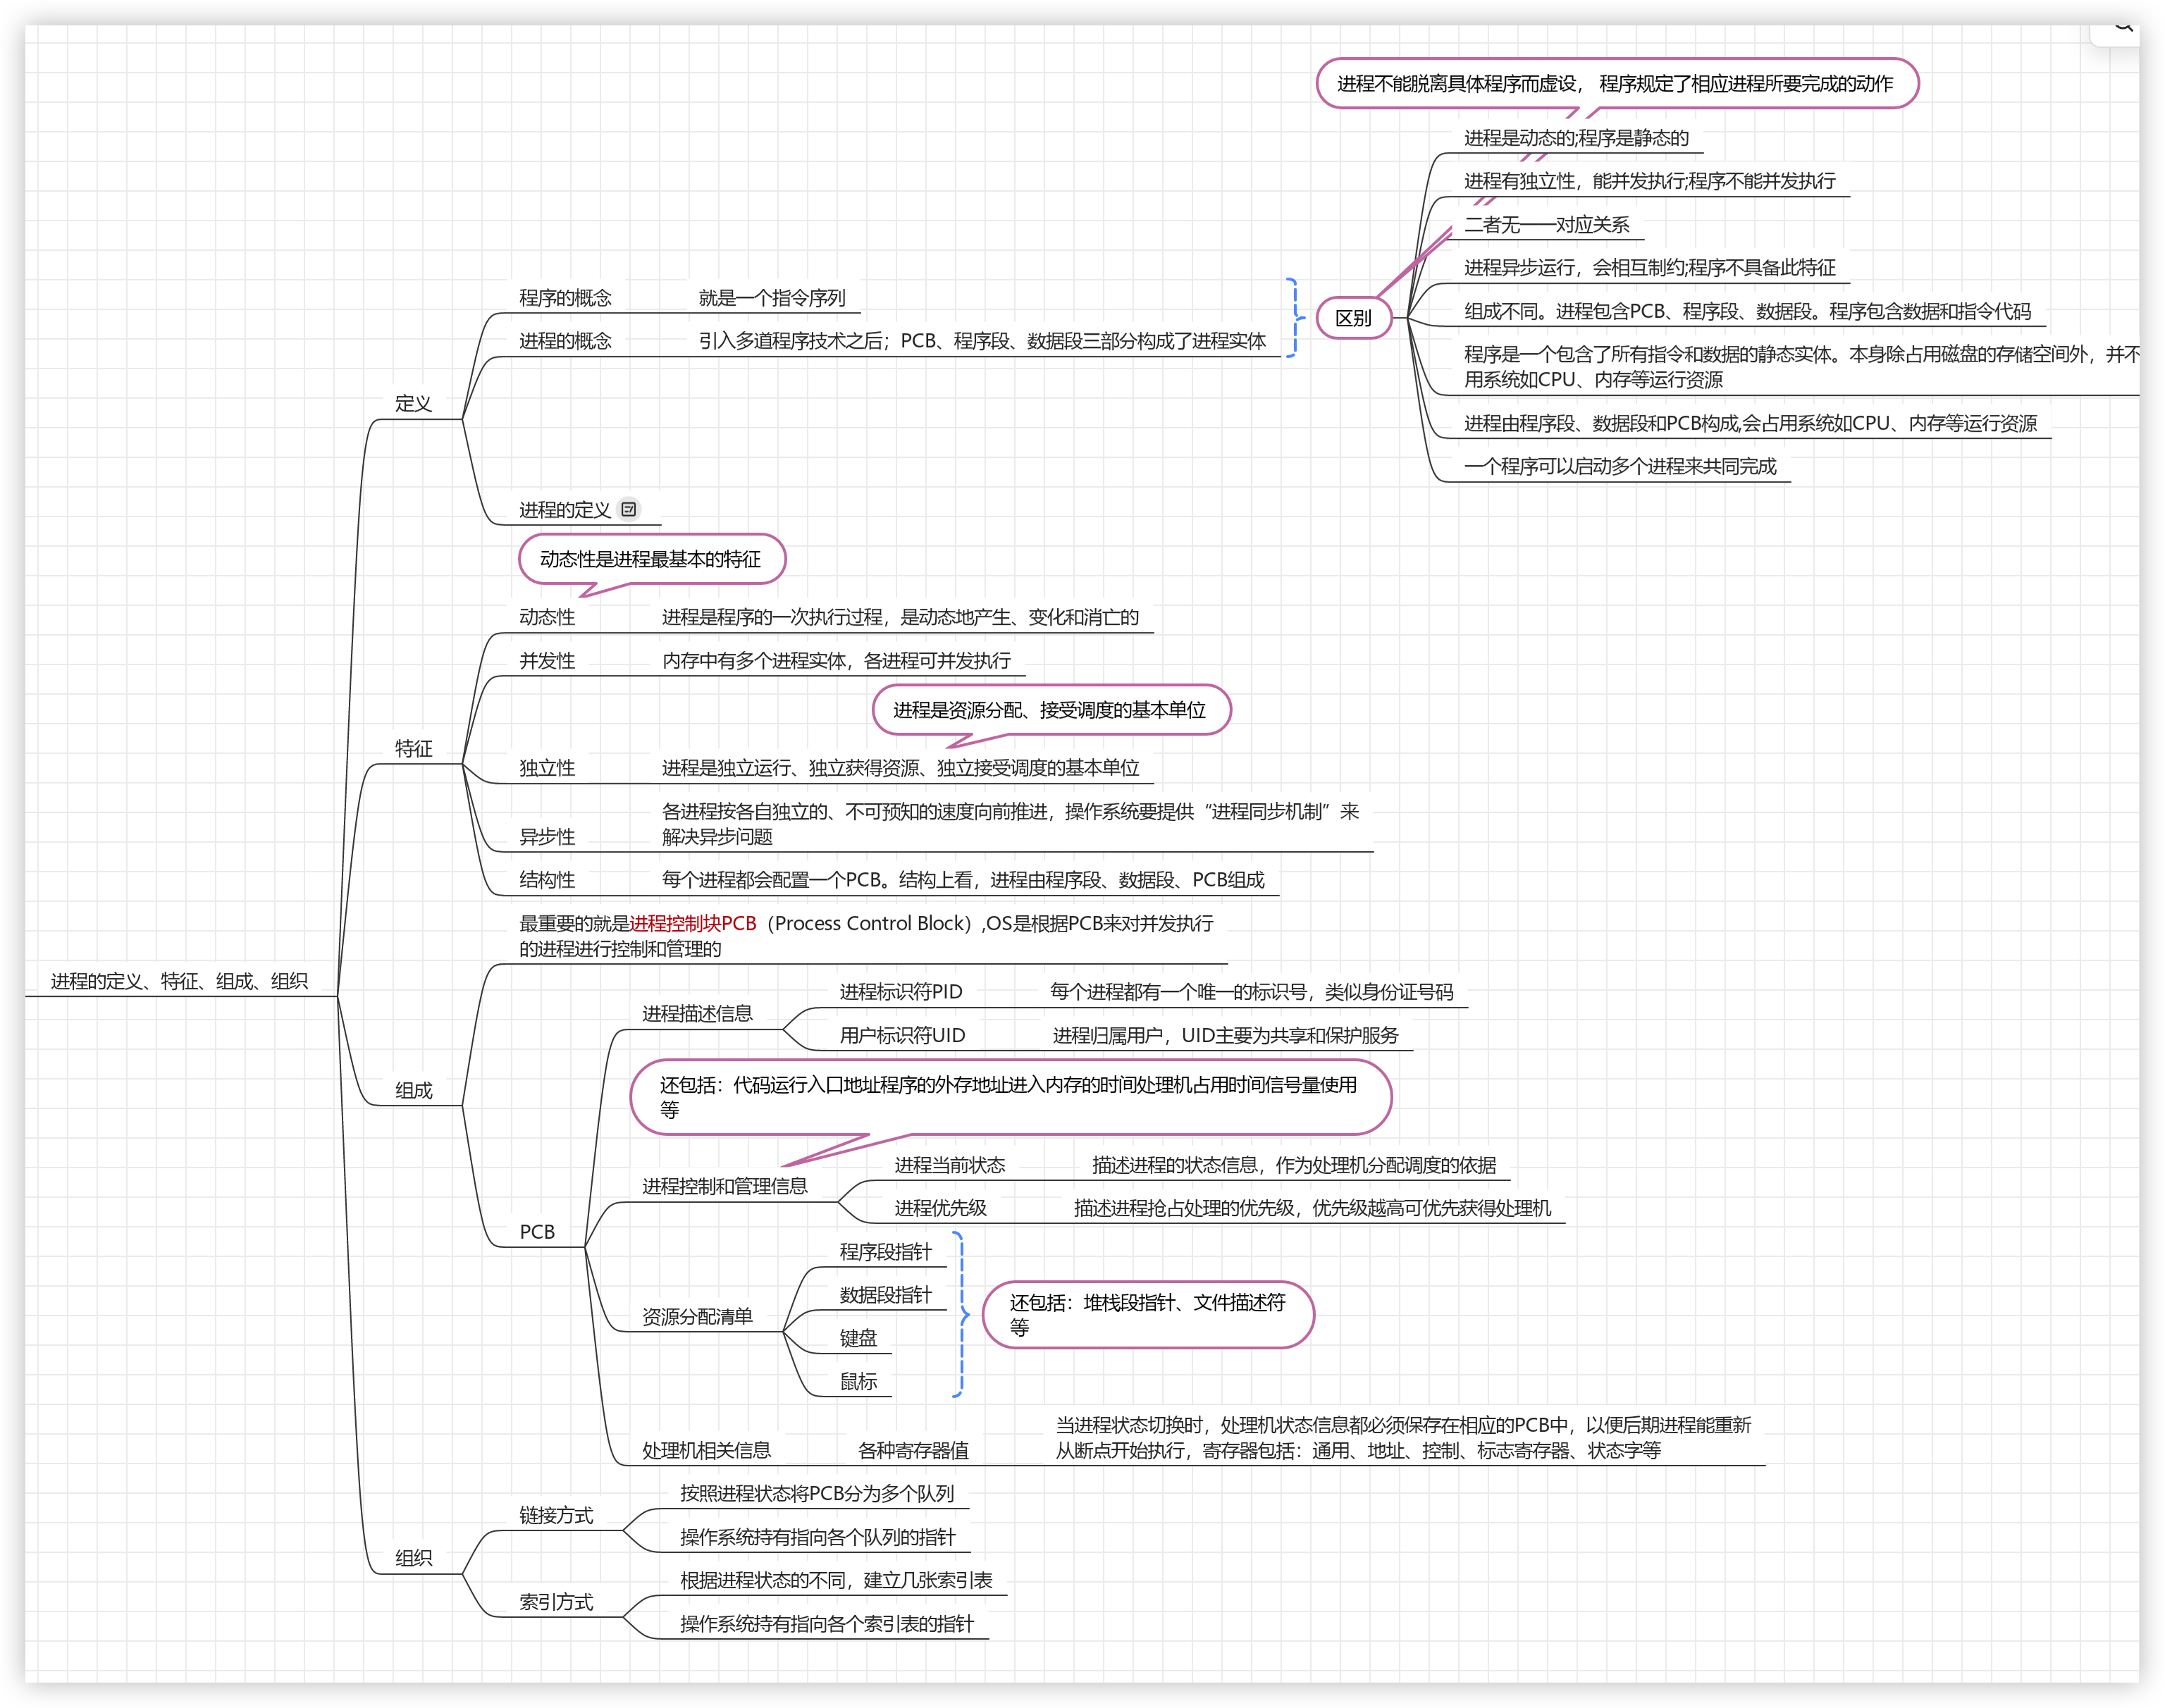 进程不能脱离具体程序而虚设， 程序规定了相应进程所要完成的动作
进程是动态的;程序是静态的
进程有独立性，能并发执行;程序不能并发执行
二者无一一对应关系
进程异步运行，会相互制约;程序不具备此特征
组成不同。进程包含PCB、程序段、数据段。程序包含数据和指令代码
程序是一个包含了所有指令和数据的静态实体。本身除占用磁盘的存储空间外，并不
用系统如CPU、内存等运行资源
进程由程序段、数据段和PCB构成,会占用系统如CPU、内存等运行资源
一个程序可以启动多个进程来共同完成
区别
程序的概念
就是一个指令序列
进程的概念
引入多道程序技术之后；PCB、程序段、数据段三部分构成了进程实体
定义
进程的定义
动态性是进程最基本的特征
动态性
进程是程序的一次执行过程，是动态地产生、变化和消亡的
并发性
内存中有多个进程实体，各进程可并发执行
进程是资源分配、接受调度的基本单位
特征
独立性
进程是独立运行、独立获得资源、独立接受调度的基本单位
异步性
各进程按各自独立的、不可预知的速度向前推进，操作系统要提供“进程同步机制”来
解决异步问题
结构性
每个进程都会配置一个PCB。结构上看，进程由程序段、数据段、PCB组成
进程的定义、特征、组成、组织
最重要的就是进程控制块PCB（Process Control Block）,OS是根据PCB来对并发执行
的进程进行控制和管理的
组成
进程描述信息
进程标识符PID
每个进程都有一个唯一的标识号，类似身份证号码
用户标识符UID
进程归属用户，UID主要为共享和保护服务
还包括：代码运行入口地址程序的外存地址进入内存的时间处理机占用时间信号量使用
等
进程控制和管理信息
进程当前状态
描述进程的状态信息，作为处理机分配调度的依据
进程优先级
描述进程抢占处理的优先级，优先级越高可优先获得处理机
PCB
资源分配清单
程序段指针
数据段指针
键盘
鼠标
还包括：堆栈段指针、文件描述符
等
处理机相关信息
各种寄存器值
当进程状态切换时，处理机状态信息都必须保存在相应的PCB中，以便后期进程能重新
从断点开始执行，寄存器包括：通用、地址、控制、标志寄存器、状态字等
组织
链接方式
按照进程状态将PCB分为多个队列
操作系统持有指向各个队列的指针
索引方式
根据进程状态的不同，建立几张索引表
操作系统持有指向各个索引表的指针